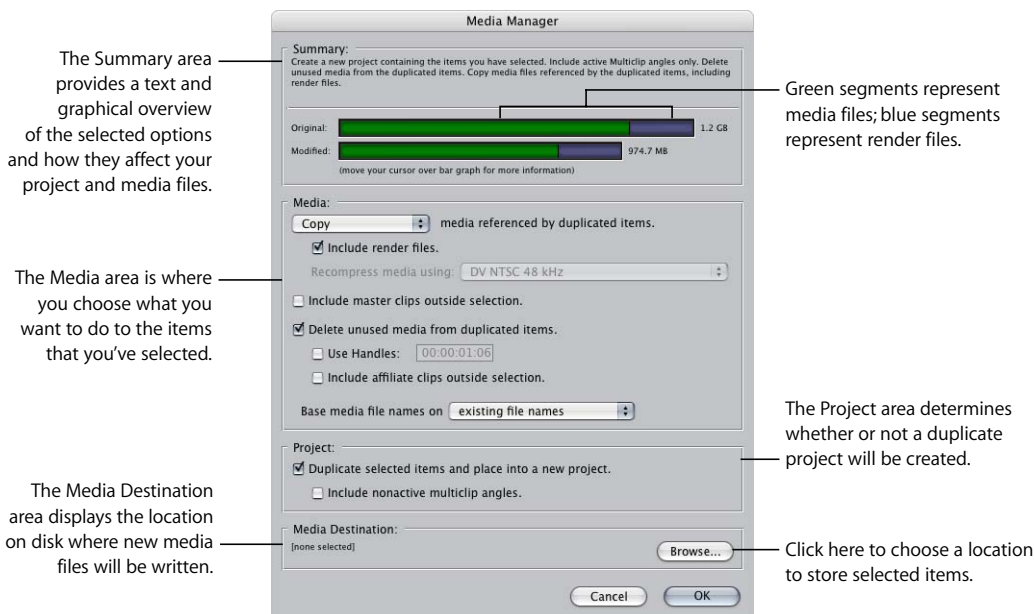 Media Manager
The Summary area
provides a text and
graphical overview
of the selected options
and how they affect your
project and media files.
Summary:
Create a new project containing the items you have selected. Include active Multiclip angles only. Delete
unused media from the duplicated items. Copy media files referenced by the duplicated items, including
render files.
Original: 1.2 GB
Modified: 974.7 MB
(move your cursor over bar graph for more information)
Green segments represent
media files; blue segments
represent render files.
The Media area is where
you choose what you
want to do to the items
that you've selected.
Media:
Copy media referenced by duplicated items.
Include render files.
Recompress media using: DV NTSC 48 kHz
Include master clips outside selection.
Delete unused media from duplicated items.
Use Handles: 00:00:01:06
Include affiliate clips outside selection.
Base media file names on existing file names
Project:
Duplicate selected items and place into a new project.
Include nonactive multiclip angles.
The Project area determines
whether or not a duplicate
project will be created.
The Media Destination
area displays the location
on disk where new media
files will be written.
Media Destination:
[none selected]
Browse...
Click here to choose a location
to store selected items.
Cancel OK